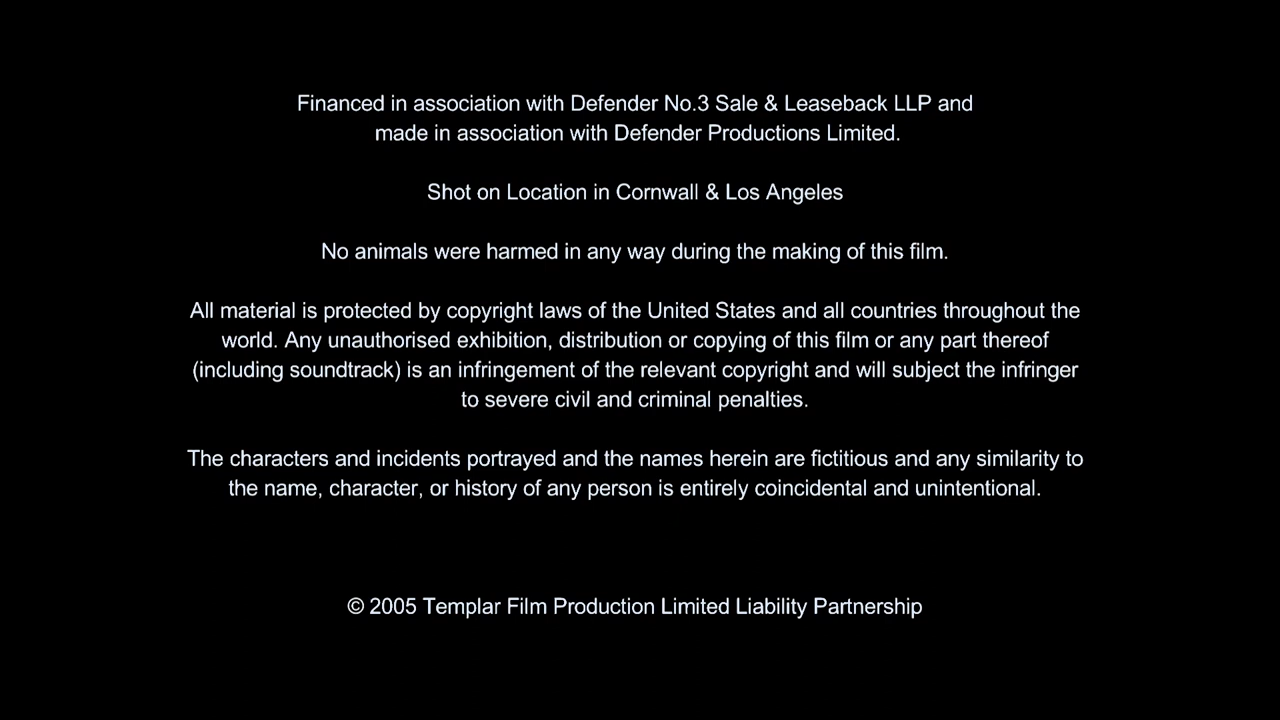 Financed in association with Defender No.3 Sale & Leaseback LLP and
made in association with Defender Productions Limited.
Shot on Location in Cornwall & Los Angeles
No animals were harmed in any way during the making of this film.
All material is protected by copyright laws of the United States and all countries throughout the
world. Any unauthorised exhibition, distribution or copying of this film or any part thereof
(including soundtrack) is an infringement of the relevant copyright and will subject the infringer
to severe civil and criminal penalties.
The characters and incidents portrayed and the names herein are fictitious and any similarity to
the name, character, or history of any person is entirely coincidental and unintentional.
© 2005 Templar Film Production Limited Liability Partnership